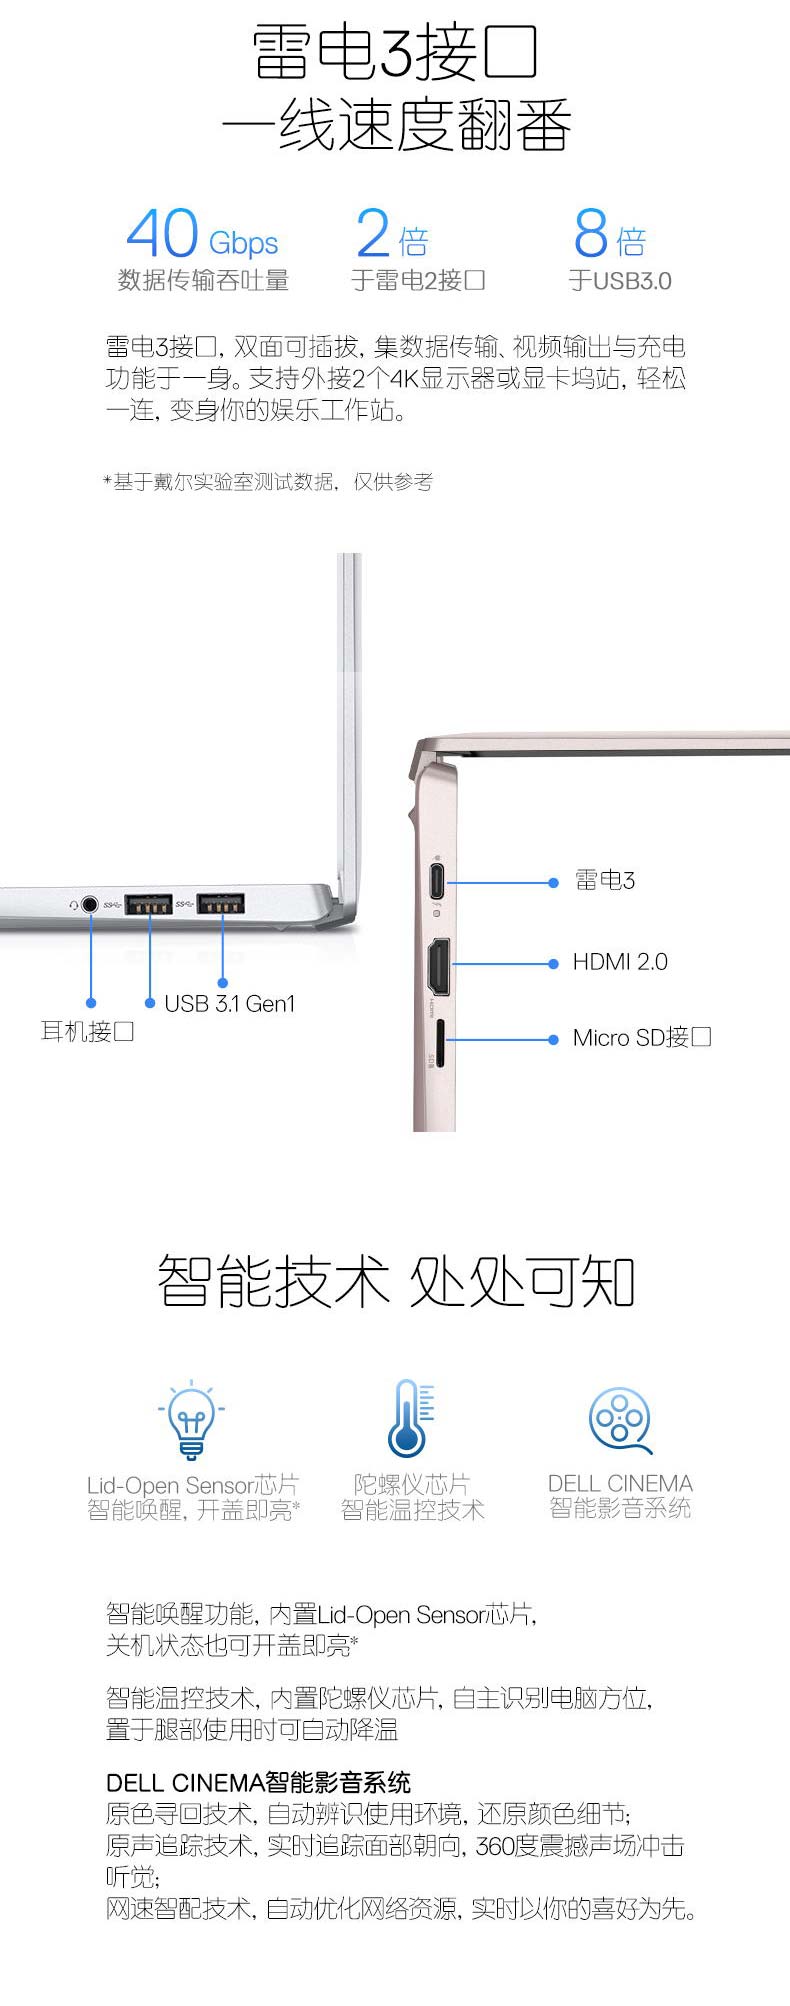 雷电3接口
一线速度翻番
40 Gbps
数据传输吞吐量
2倍
于雷电2接口
8倍
于USB3.0
雷电3接口, 双面可插拔, 集数据传输、视频输出与充电
功能于一身。支持外接2个4K显示器或显卡坞站, 轻松
一连, 变身你的娱乐工作站。
*基于戴尔实验室测试数据, 仅供参考
雷电3
HDMI 2.0
USB 3.1 Gen1
耳机接口
Micro SD接口
智能技术 处处可知
Lid-Open Sensor芯片
智能唤醒, 开盖即亮*
陀螺仪芯片
智能温控技术
DELL CINEMA
智能影音系统
智能唤醒功能, 内置Lid-Open Sensor芯片,
关机状态也可开盖即亮*
智能温控技术, 内置陀螺仪芯片, 自主识别电脑方位,
置于腿部使用时可自动降温
DELL CINEMA智能影音系统
原色寻回技术, 自动辨识使用环境, 还原颜色细节;
原声追踪技术, 实时追踪面部朝向, 360度震撼声场冲击
听觉;
网速智配技术, 自动优化网络资源, 实时以你的喜好为先。